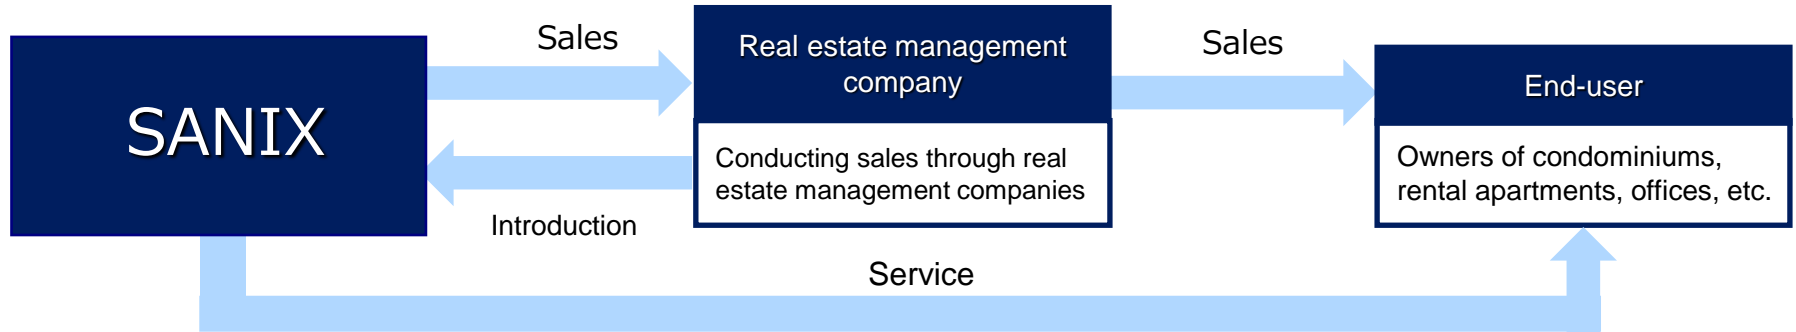 SANIX
Sales
Real estate management
company
Conducting sales through real
estate management companies
Introduction
Sales
End-user
Owners of condominiums,
rental apartments, offices, etc.
Service